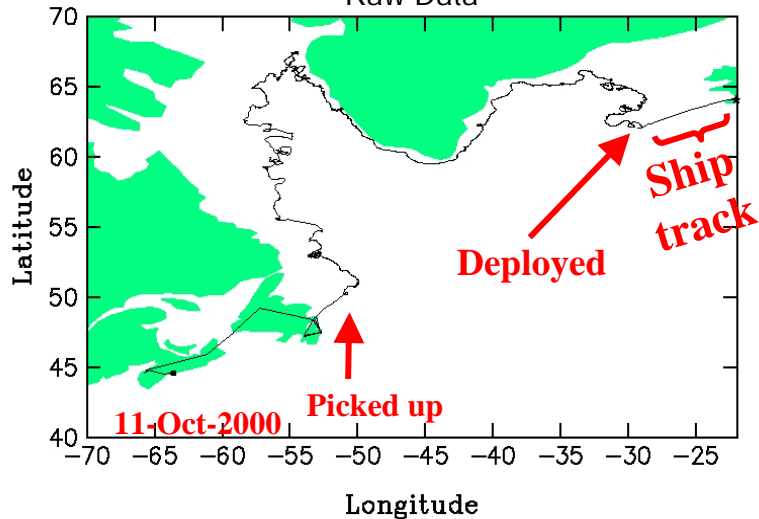 Raw Data
70
65
60
55
50
45
40
Latitude
Deployed
Ship
track
Picked up
11-Oct-2000
−70 −65 −60 −55 −50 −45 −40 −35 −30 −25
Longitude